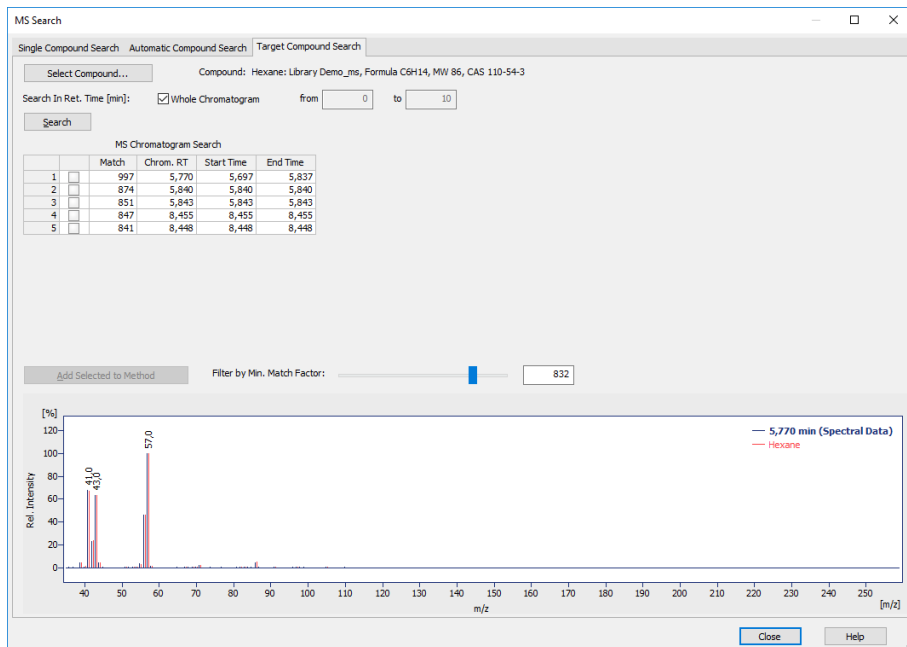 MS Search
Single Compound Search Automatic Compound Search Target Compound Search
Select Compound... Compound: Hexane: Library Demo_ms, Formula C6H14, MW 86, CAS 110-54-3
Search In Ret. Time [min]: Whole Chromatogram from 0 to 10
Search
MS Chromatogram Search
Match Chrom. RT Start Time End Time
1 997 5,770 5,697 5,837
2 874 5,840 5,840 5,840
3 851 5,843 5,843 5,843
4 847 8,455 8,455 8,455
5 841 8,448 8,448 8,448
Add Selected to Method Filter by Min. Match Factor: 832
[%]
120
100
80
60
40
20
0
Rel. Intensity
41,0
43,0
57,0
5,770 min (Spectral Data)
Hexane
40 50 60 70 80 90 100 110 120 130 140 150 160 170 180 190 200 210 220 230 240 250
m/z [m/z]
Close Help